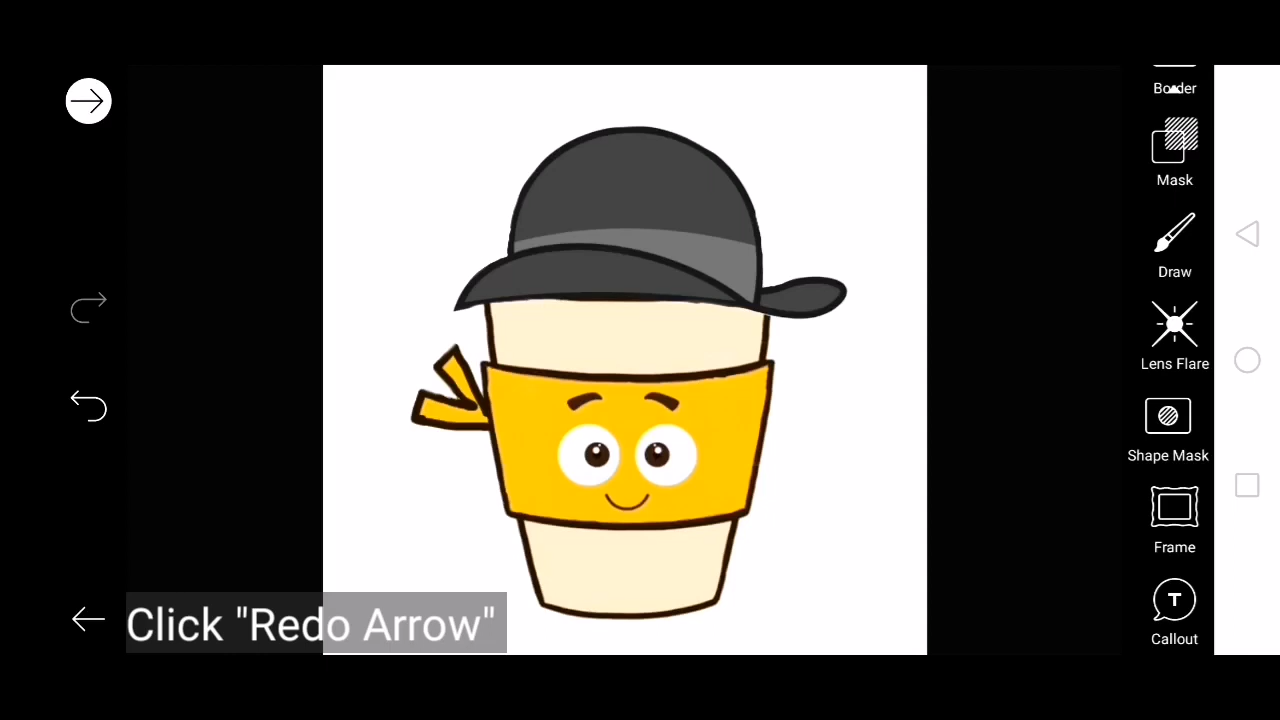 Border
Mask
Draw
Lens Flare
Shape Mask
Frame
T
Callout
Click "Redo Arrow"